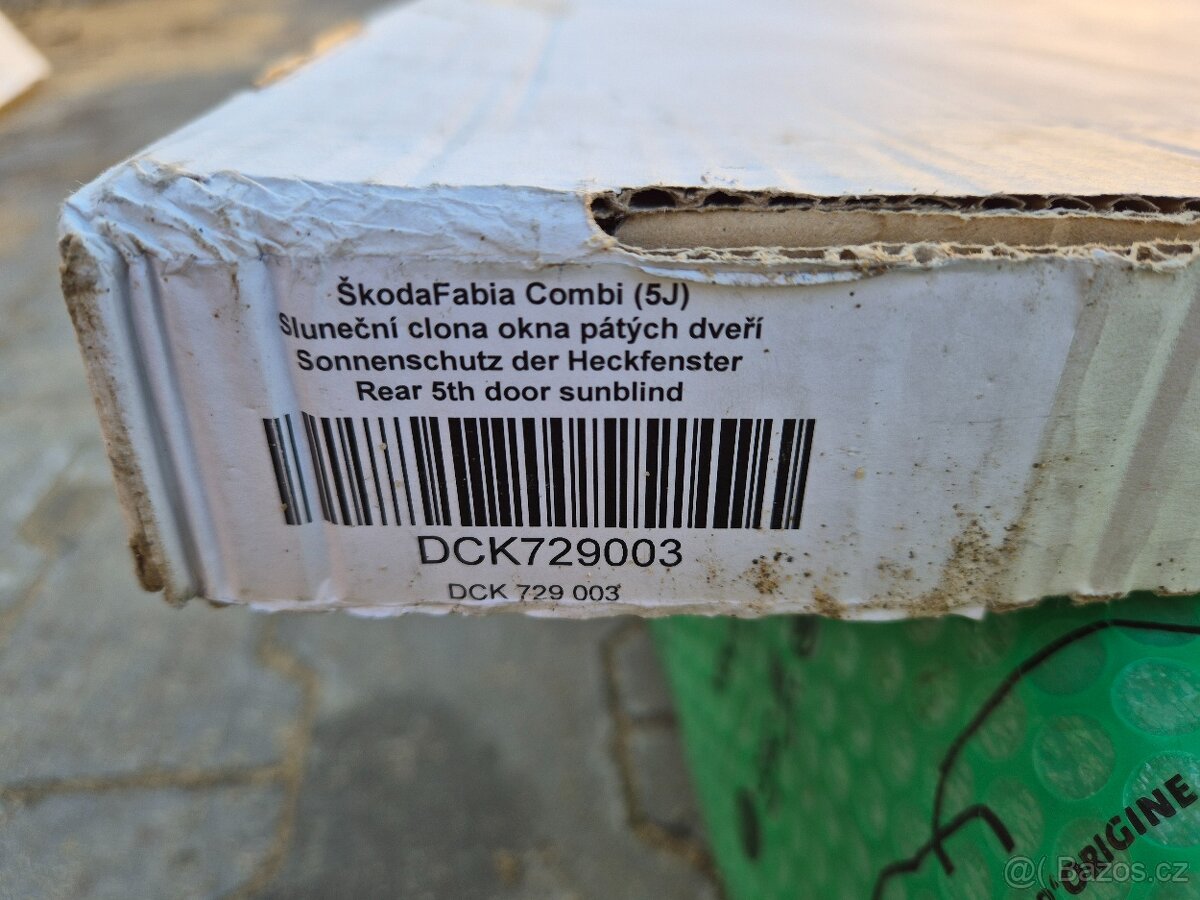 ŠkodaFabia Combi (5J)
Sluneční clona okna pátých dveří
Sonnenschutz der Heckfenster
Rear 5th door sunblind
DCK729003
DCK 729 003
D'ORIGINE
@ Bazos.cz